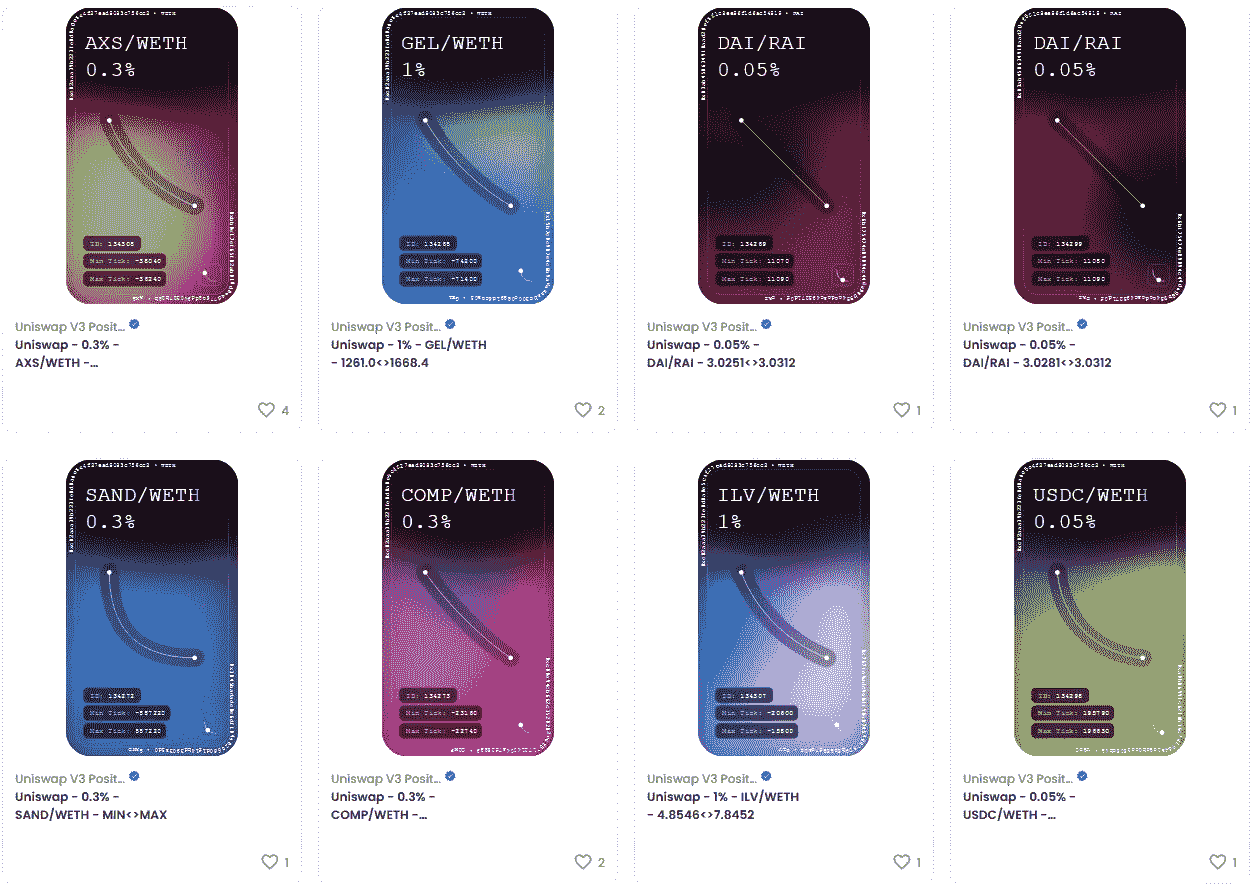 AXS/WETH
0.3%
ID: 134308
Min Tick:
Max Tick:
Uniswap V3 Posit...
Uniswap - 0.3% -
AXS/WETH -...
4
GEL/WETH
1%
ID: 134265
Min Tick: -74200
Max Tick: -71400
Uniswap V3 Posit...
Uniswap - 1% - GEL/WETH
- 1261.0<>1668.4
2
DAI/RAI
0.05%
ID: 134269
Min Tick: 11070
Max Tick: 11090
Uniswap V3 Posit...
Uniswap - 0.05% -
DAI/RAI - 3.0251<>3.0312
1
DAI/RAI
0.05%
ID: 134299
Min Tick: 11080
Max Tick: 11090
Uniswap V3 Posit...
Uniswap - 0.05% -
DAI/RAI - 3.0281<>3.0312
1
SAND/WETH
0.3%
ID: 134272
Min Tick: -887220
Max Tick: 887220
Uniswap V3 Posit...
Uniswap - 0.3% -
SAND/WETH - MIN<>MAX
1
COMP/WETH
0.3%
ID: 134273
Min Tick: -23160
Max Tick: -22740
Uniswap V3 Posit...
Uniswap - 0.3% -
COMP/WETH -...
2
ILV/WETH
1%
ID: 134307
Min Tick: -20600
Max Tick: -15800
Uniswap V3 Posit...
Uniswap - 1% - ILV/WETH
- 4.8546<>7.8452
1
USDC/WETH
0.05%
ID: 134298
Min Tick:
Max Tick:
Uniswap V3 Posit...
Uniswap - 0.05% -
USDC/WETH -...
1